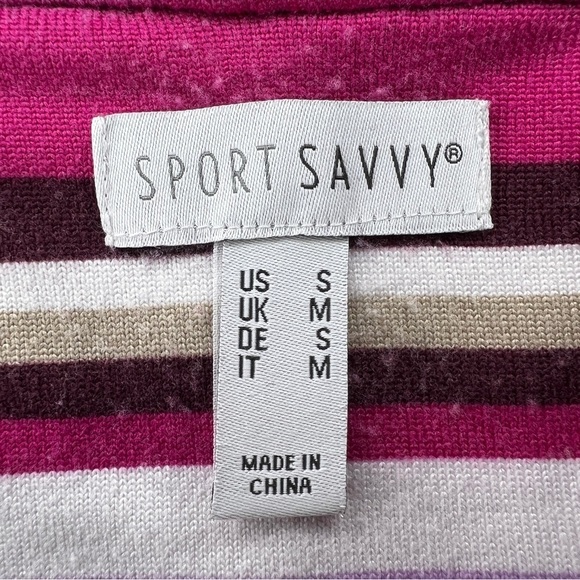 SPORT SAVVY®
US S
UK M
DE S
IT M
MADE IN
CHINA